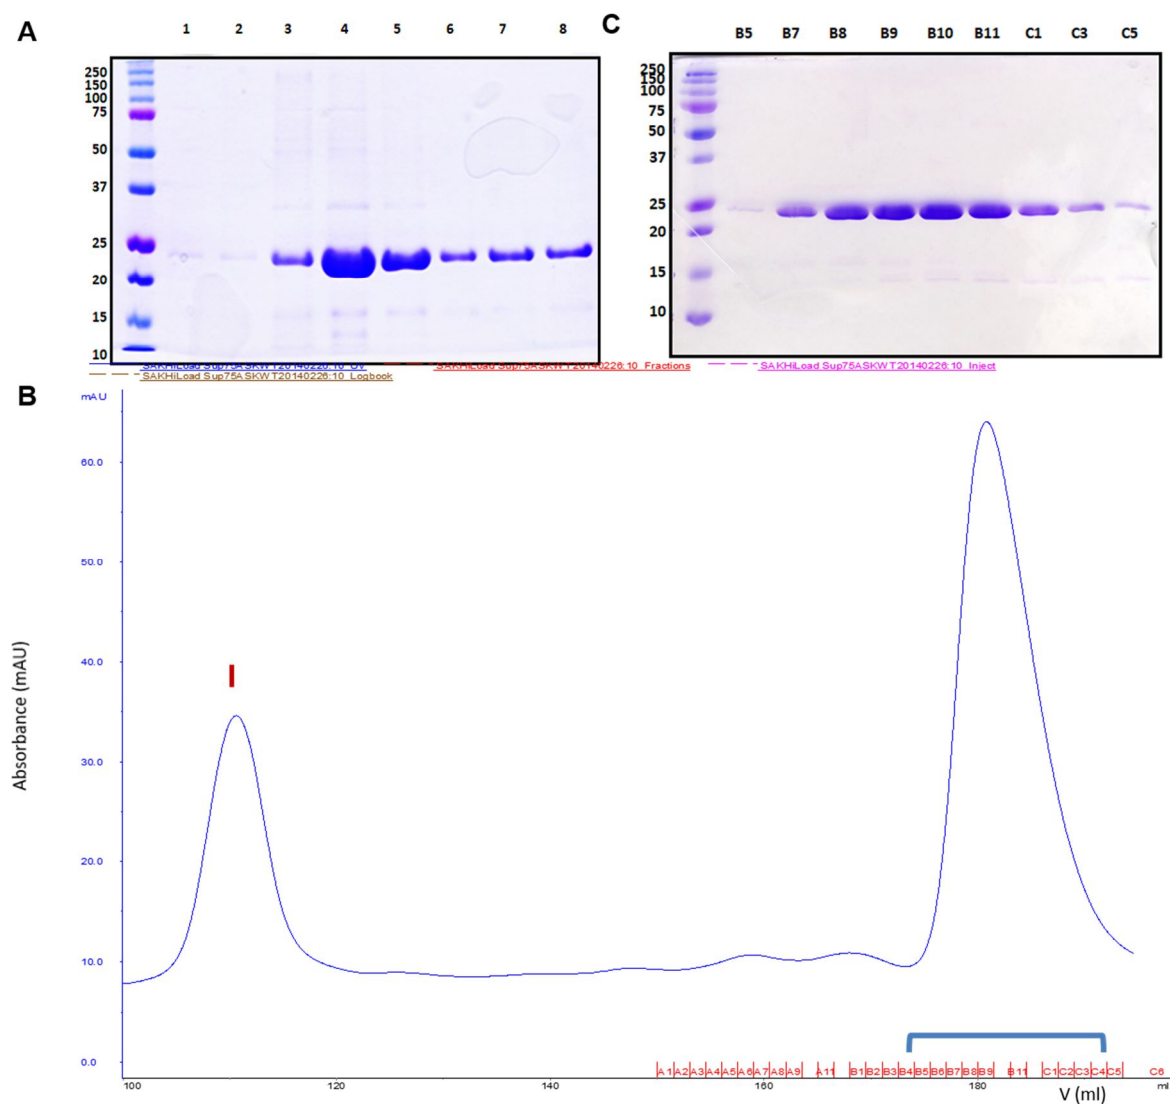 A
1 2 3 4 5 6 7 8
250
150
100
75
50
37
25
20
15
10
C
B5 B7 B8 B9 B10 B11 C1 C3 C5
250
150
100
75
50
37
25
20
15
10
SAKHiLoad Sup75ASKWT20140226:10_UV
SAKHiLoad Sup75ASKWT20140226:10_Fractions
SAKHiLoad Sup75ASKWT20140226:10_Inject
SAKHiLoad Sup75ASKWT20140226:10_Logbook
B
mAU
60.0
50.0
40.0
30.0
20.0
10.0
0.0
Absorbance (mAU)
I
A1 A2 A3 A4 A5 A6 A7 A8 A9 A11 B1 B2 B3 B4 B5 B6 B7 B8 B9 B11 C1 C2 C3 C4 C5 C6
100 120 140 160 180 ml
V (ml)